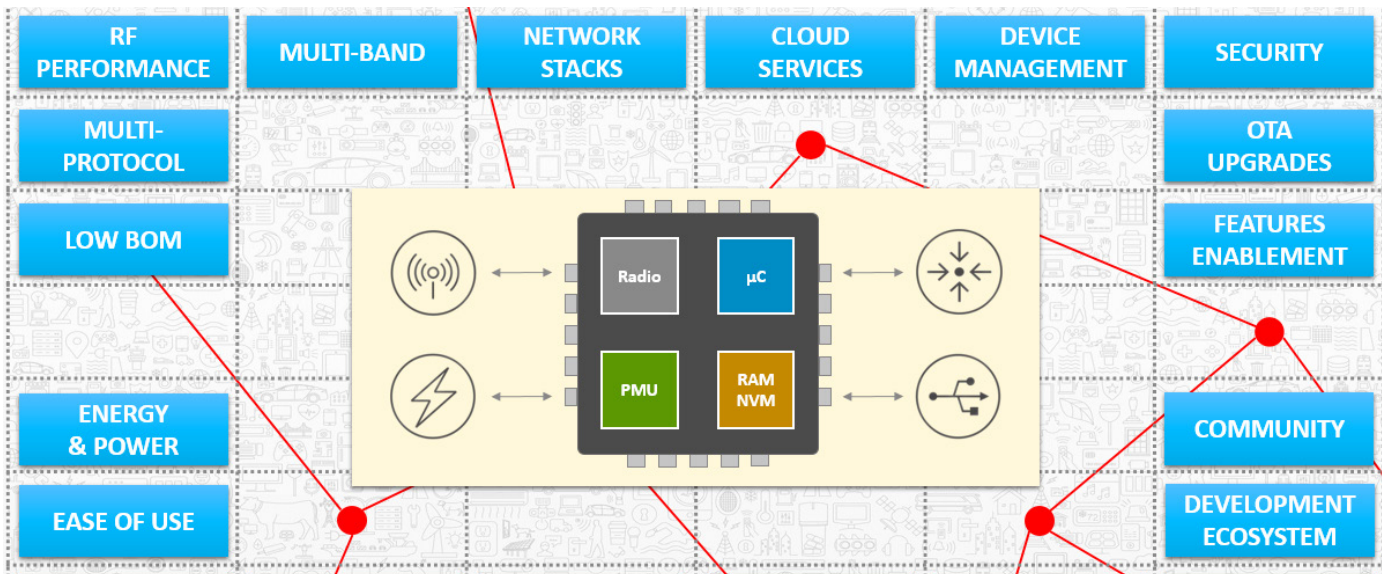 RF
PERFORMANCE
MULTI-BAND
NETWORK
STACKS
CLOUD
SERVICES
DEVICE
MANAGEMENT
SECURITY
MULTI-
PROTOCOL
OTA
UPGRADES
LOW BOM
FEATURES
ENABLEMENT
Radio
µC
PMU
RAM
NVM
ENERGY
& POWER
COMMUNITY
EASE OF USE
DEVELOPMENT
ECOSYSTEM